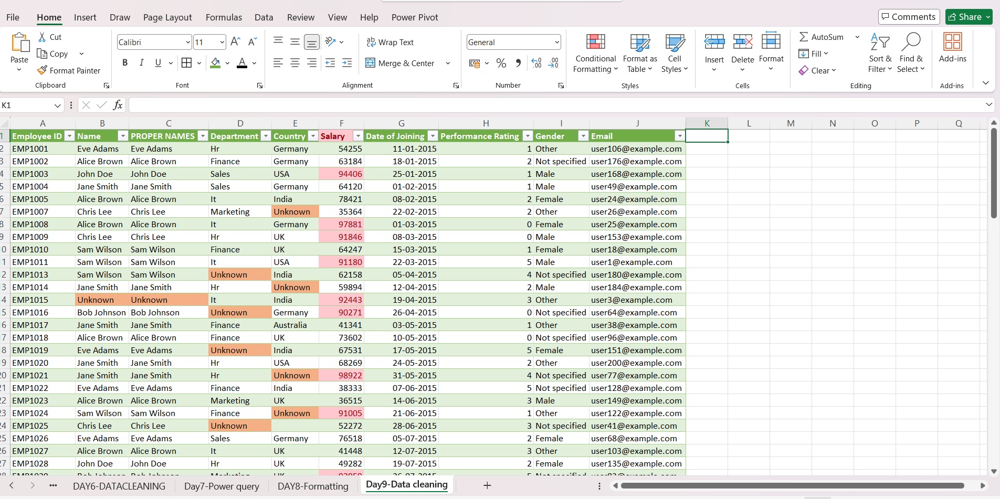 File Home Insert Draw Page Layout Formulas Data Review View Help Power Pivot Comments Share
Paste Cut Copy Format Painter Clipboard
Calibri 11 B I U A Font
Wrap Text Merge & Center Alignment
General % Number
Conditional Formatting Format as Table Cell Styles Styles
Insert Delete Format Cells
AutoSum Fill Clear Sort & Filter Find & Select Editing
Add-ins Add-ins
K1 fx
A B C D E F G H I J K L M N O P Q
1 Employee ID Name PROPER NAMES Department Country Salary Date of Joining Performance Rating Gender Email
2 EMP1001 Eve Adams Eve Adams Hr Germany 54255 11-01-2015 1 Other user106@example.com
3 EMP1002 Alice Brown Alice Brown Finance Germany 63184 18-01-2015 2 Not specified user176@example.com
4 EMP1003 John Doe John Doe Sales USA 94406 25-01-2015 1 Male user168@example.com
5 EMP1004 Jane Smith Jane Smith Sales Germany 64120 01-02-2015 1 Male user49@example.com
6 EMP1005 Alice Brown Alice Brown It India 78421 08-02-2015 2 Female user24@example.com
7 EMP1007 Chris Lee Chris Lee Marketing Unknown 35364 22-02-2015 2 Other user26@example.com
8 EMP1008 Alice Brown Alice Brown It Germany 97881 01-03-2015 0 Female user25@example.com
9 EMP1009 Chris Lee Chris Lee Hr UK 91846 08-03-2015 0 Male user153@example.com
0 EMP1010 Sam Wilson Sam Wilson Finance UK 64247 15-03-2015 1 Female user18@example.com
1 EMP1011 Sam Wilson Sam Wilson It USA 91180 22-03-2015 5 Male user1@example.com
2 EMP1013 Sam Wilson Sam Wilson Unknown India 62158 05-04-2015 4 Not specified user180@example.com
3 EMP1014 Jane Smith Jane Smith Hr Unknown 59894 12-04-2015 2 Male user184@example.com
4 EMP1015 Unknown Unknown It India 92443 19-04-2015 3 Other user3@example.com
5 EMP1016 Bob Johnson Bob Johnson Unknown Germany 90271 26-04-2015 0 Not specified user64@example.com
6 EMP1017 Jane Smith Jane Smith Finance Australia 41341 03-05-2015 1 Other user38@example.com
7 EMP1018 Alice Brown Alice Brown Finance UK 73602 10-05-2015 0 Not specified user96@example.com
8 EMP1019 Eve Adams Eve Adams Unknown India 67531 17-05-2015 5 Female user151@example.com
9 EMP1020 Jane Smith Jane Smith Hr USA 68269 24-05-2015 2 Other user200@example.com
20 EMP1021 Jane Smith Jane Smith Hr Unknown 98922 31-05-2015 4 Not specified user77@example.com
21 EMP1022 Eve Adams Eve Adams Finance India 38333 07-06-2015 5 Not specified user128@example.com
22 EMP1023 Alice Brown Alice Brown Marketing UK 36515 14-06-2015 3 Male user149@example.com
23 EMP1024 Sam Wilson Sam Wilson Finance Unknown 91005 21-06-2015 1 Other user122@example.com
24 EMP1025 Chris Lee Chris Lee Unknown 52272 28-06-2015 3 Not specified user41@example.com
25 EMP1026 Eve Adams Eve Adams Sales Germany 76518 05-07-2015 2 Female user68@example.com
26 EMP1027 Alice Brown Alice Brown It UK 41448 12-07-2015 3 Other user103@example.com
27 EMP1028 John Doe John Doe Hr UK 49282 19-07-2015 2 Female user135@example.com
DAY6-DATACLEANING Day7-Power query DAY8-Formatting Day9-Data cleaning